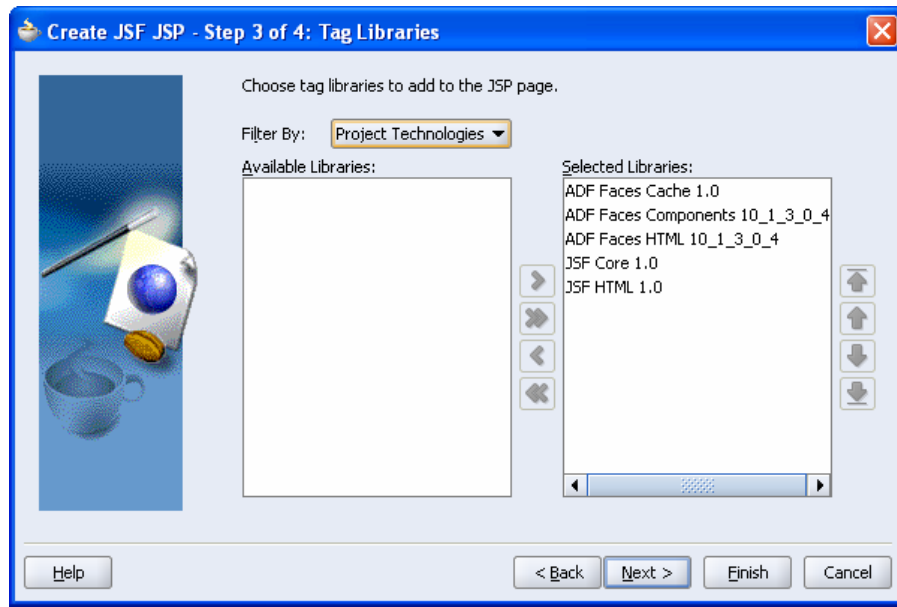 Create JSF JSP - Step 3 of 4: Tag Libraries
Choose tag libraries to add to the JSP page.
Filter By: Project Technologies
Available Libraries:
Selected Libraries:
ADF Faces Cache 1.0
ADF Faces Components 10_1_3_0_4
ADF Faces HTML 10_1_3_0_4
JSF Core 1.0
JSF HTML 1.0
Help < Back Next > Finish Cancel